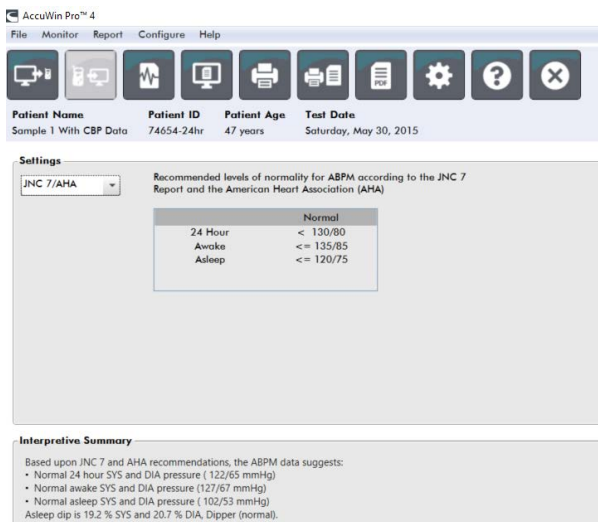 AccuWin Pro™ 4
File Monitor Report Configure Help
PDF
?
Patient Name Patient ID Patient Age Test Date
Sample 1 With CBP Data 74654-24hr 47 years Saturday, May 30, 2015
Settings
JNC 7/AHA
Recommended levels of normality for ABPM according to the JNC 7
Report and the American Heart Association (AHA)
Normal
24 Hour < 130/80
Awake <= 135/85
Asleep <= 120/75
Interpretive Summary
Based upon JNC 7 and AHA recommendations, the ABPM data suggests:
• Normal 24 hour SYS and DIA pressure ( 122/65 mmHg)
• Normal awake SYS and DIA pressure (127/67 mmHg)
• Normal asleep SYS and DIA pressure ( 102/53 mmHg)
Asleep dip is 19.2 % SYS and 20.7 % DIA, Dipper (normal).